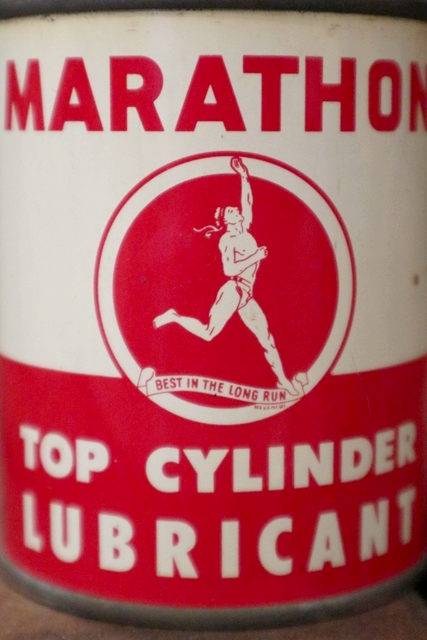 MARATHON
BEST IN THE LONG RUN
TOP CYLINDER
LUBRICANT